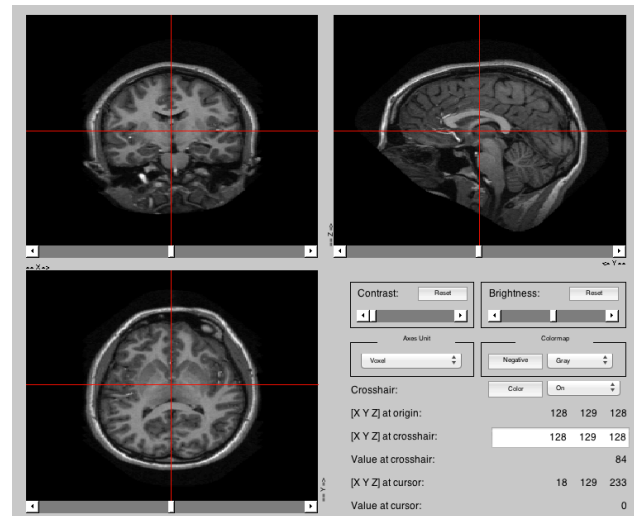 << Z >>
<< Y >>
<< X >>
Contrast: Reset Brightness: Reset
Axes Unit Colormap
Voxel Negative Gray
Crosshair: Color On
[X Y Z] at origin: 128 129 128
[X Y Z] at crosshair: 128 129 128
Value at crosshair: 84
[X Y Z] at cursor: 18 129 233
Value at cursor: 0
<< Y >>